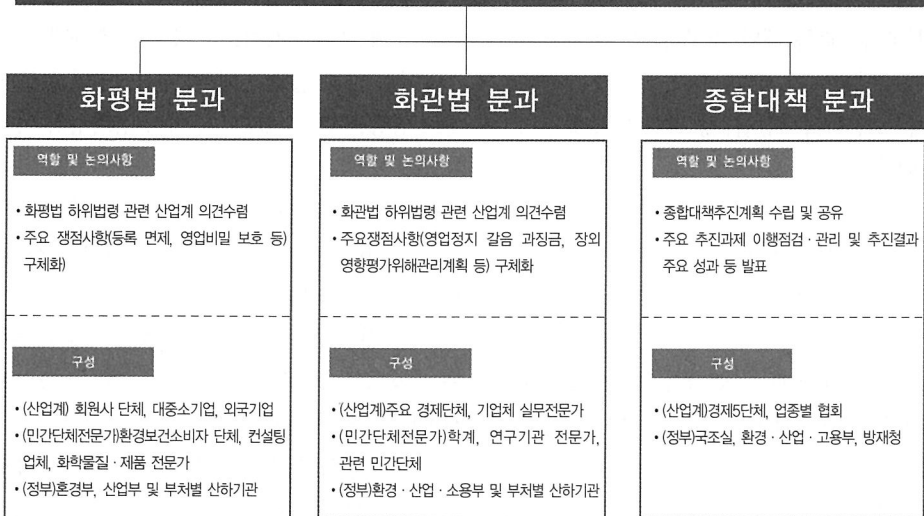 화평법 분과
역할 및 논의사항
• 화평법 하위법령 관련 산업계 의견수렴
• 주요 쟁점사항(등록 면제, 영업비밀 보호 등)
구체화)
구성
• (산업계) 회원사 단체, 대중소기업, 외국기업
• (민간단체전문가)환경보건소비자 단체, 컨설팅
업체, 화학물질 · 제품 전문가
• (정부)혼경부, 산업부 및 부처별 산하기관
화관법 분과
역할 및 논의사항
• 화관법 하위법령 관련 산업계 의견수렴
• 주요쟁점사항(영업정지 갈음 과징금, 장외
영향평가위해관리계획 등) 구체화
구성
• (산업계)주요 경제단체, 기업체 실무전문가
• (민간단체전문가)학계, 연구기관 전문가,
관련 민간단체
• (정부)환경 · 산업 · 소용부 및 부처별 산하기관
종합대책 분과
역할 및 논의사항
• 종합대책추진계획 수립 및 공유
• 주요 추진과제 이행점검 · 관리 및 추진결과
주요 성과 등 발표
구성
• (산업계)경제5단체, 업종별 협회
• (정부)국조실, 환경 · 산업 · 고용부, 방재청